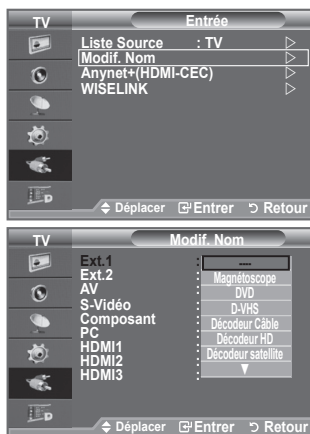 TV Entrée
Liste Source : TV
Modif. Nom
Anynet+(HDMI-CEC)
WISELINK
Déplacer Entrer Retour
TV Modif. Nom
Ext.1 : ----
Ext.2 : Magnétoscope
AV : DVD
S-Vidéo : D-VHS
Composant : Décodeur Câble
PC : Décodeur HD
HDMI1 : Décodeur satellite
HDMI2 :
HDMI3 :
Déplacer Entrer Retour